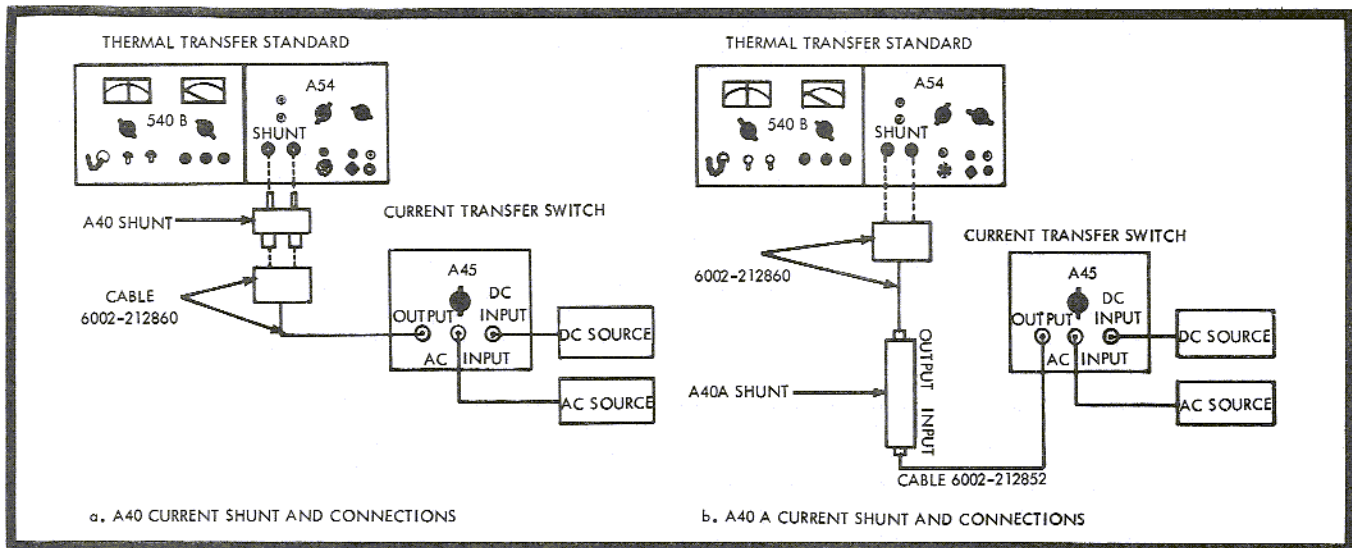 THERMAL TRANSFER STANDARD
A54
540 B
SHUNT
A40 SHUNT
CURRENT TRANSFER SWITCH
CABLE
6002-212860
A45
DC
OUTPUT INPUT
AC INPUT
DC SOURCE
AC SOURCE
a. A40 CURRENT SHUNT AND CONNECTIONS
THERMAL TRANSFER STANDARD
A54
540 B
SHUNT
6002-212860
CURRENT TRANSFER SWITCH
A45
DC
OUTPUT INPUT
AC INPUT
DC SOURCE
AC SOURCE
OUTPUT
A40A SHUNT
INPUT
CABLE 6002-212852
b. A40 A CURRENT SHUNT AND CONNECTIONS